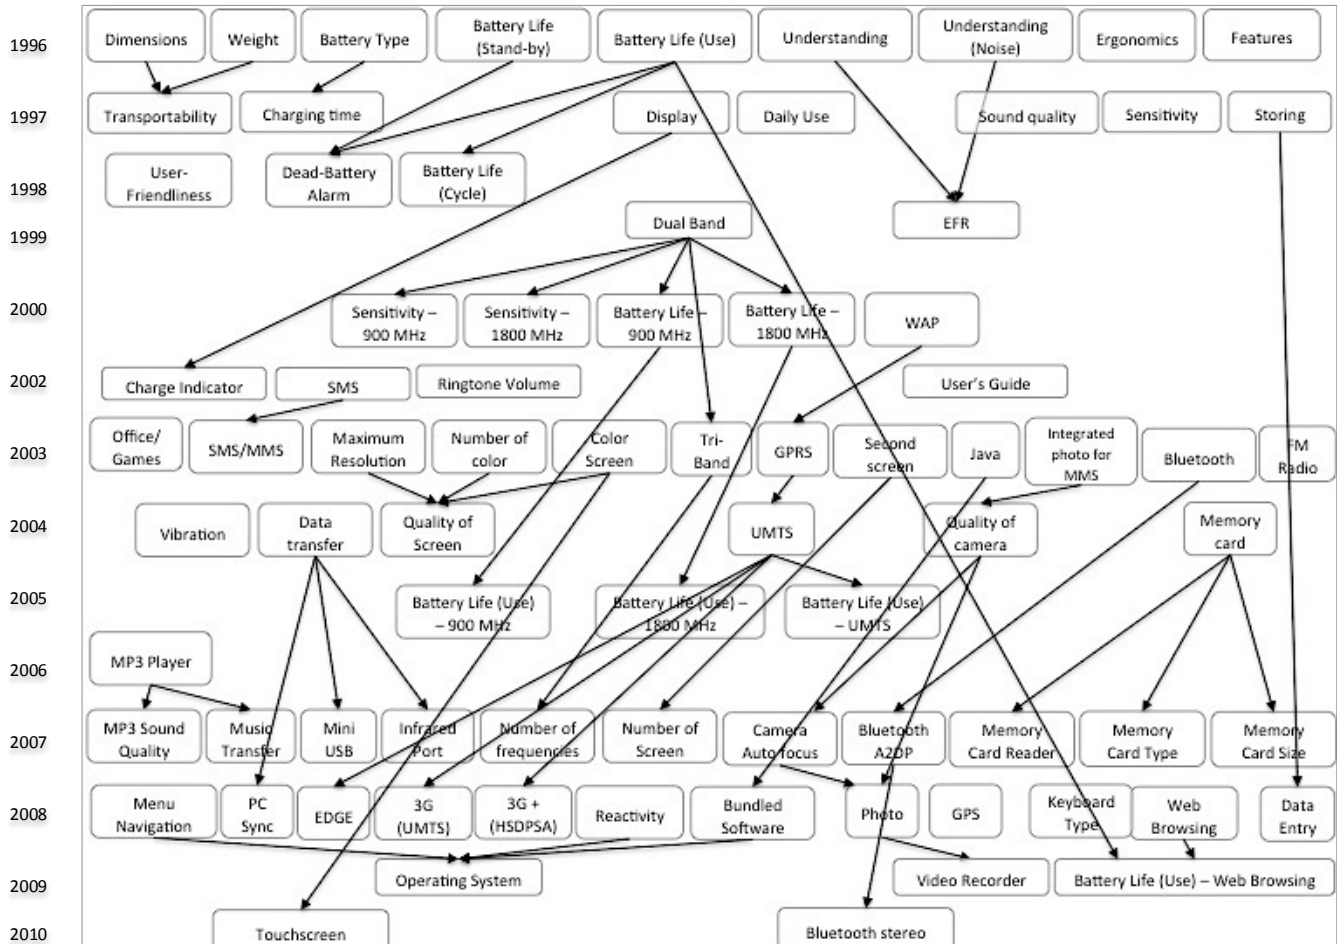 1996
Dimensions
Weight
Battery Type
Battery Life
(Stand-by)
Battery Life (Use)
Understanding
Understanding
(Noise)
Ergonomics
Features
1997
Transportability
Charging time
Display
Daily Use
Sound quality
Sensitivity
Storing
1998
User-
Friendliness
Dead-Battery
Alarm
Battery Life
(Cycle)
1999
Dual Band
EFR
2000
Sensitivity –
900 MHz
Sensitivity –
1800 MHz
Battery Life –
900 MHz
Battery Life –
1800 MHz
WAP
2002
Charge Indicator
SMS
Ringtone Volume
User's Guide
2003
Office/
Games
SMS/MMS
Maximum
Resolution
Number of
color
Color
Screen
Tri-
Band
GPRS
Second
screen
Java
Integrated
photo for
MMS
Bluetooth
FM
Radio
2004
Vibration
Data
transfer
Quality of
Screen
UMTS
Quality of
camera
Memory
card
2005
Battery Life (Use)
– 900 MHz
Battery Life (Use) –
1800 MHz
Battery Life (Use)
– UMTS
2006
MP3 Player
2007
MP3 Sound
Quality
Music
Transfer
Mini
USB
Infrared
Port
Number of
frequencies
Number of
Screen
Camera
Auto focus
Bluetooth
A2DP
Memory
Card Reader
Memory
Card Type
Memory
Card Size
2008
Menu
Navigation
PC
Sync
EDGE
3G
(UMTS)
3G +
(HSDPSA)
Reactivity
Bundled
Software
Photo
GPS
Keyboard
Type
Web
Browsing
Data
Entry
2009
Operating System
Video Recorder
Battery Life (Use) – Web Browsing
2010
Touchscreen
Bluetooth stereo